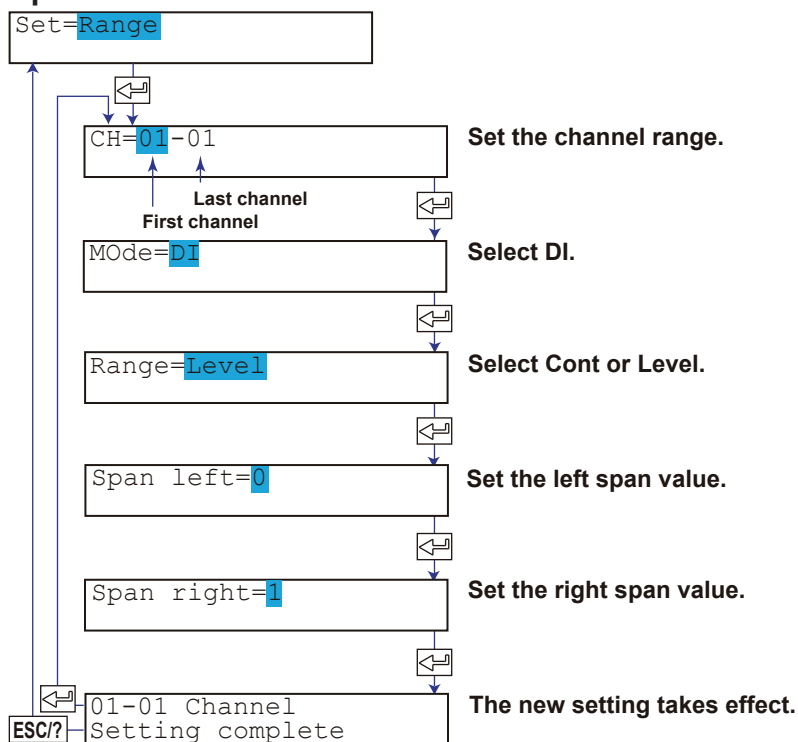 Set=Range
CH=01-01
Set the channel range.
Last channel
First channel
MOde=DI
Select DI.
Range=Level
Select Cont or Level.
Span left=0
Set the left span value.
Span right=1
Set the right span value.
01-01 Channel
The new setting takes effect.
ESC/?
Setting complete